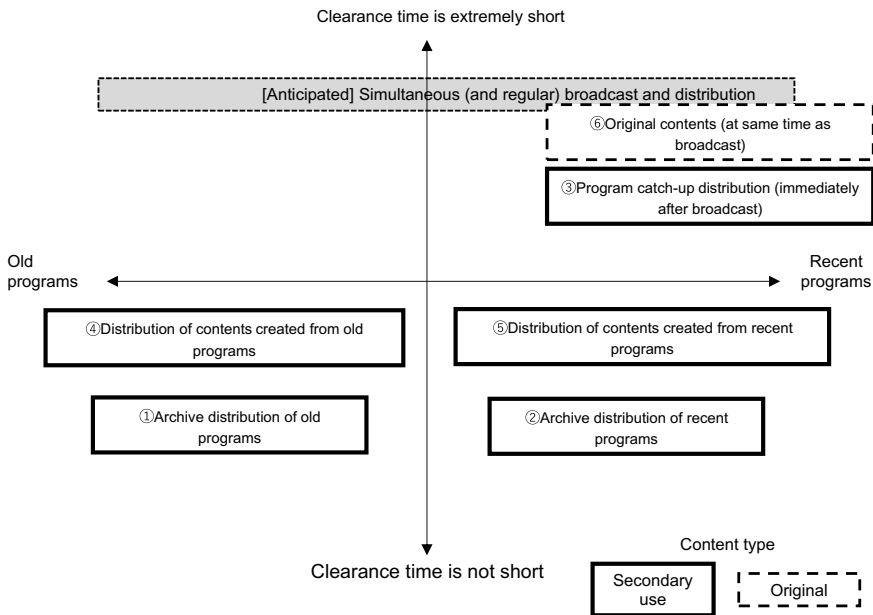 Clearance time is extremely short
[Anticipated] Simultaneous (and regular) broadcast and distribution
⑥Original contents (at same time as
broadcast)
③Program catch-up distribution (immediately
after broadcast)
Old
programs
Recent
programs
④Distribution of contents created from old
programs
⑤Distribution of contents created from recent
programs
①Archive distribution of old
programs
②Archive distribution of recent
programs
Clearance time is not short
Content type
Secondary
use
Original